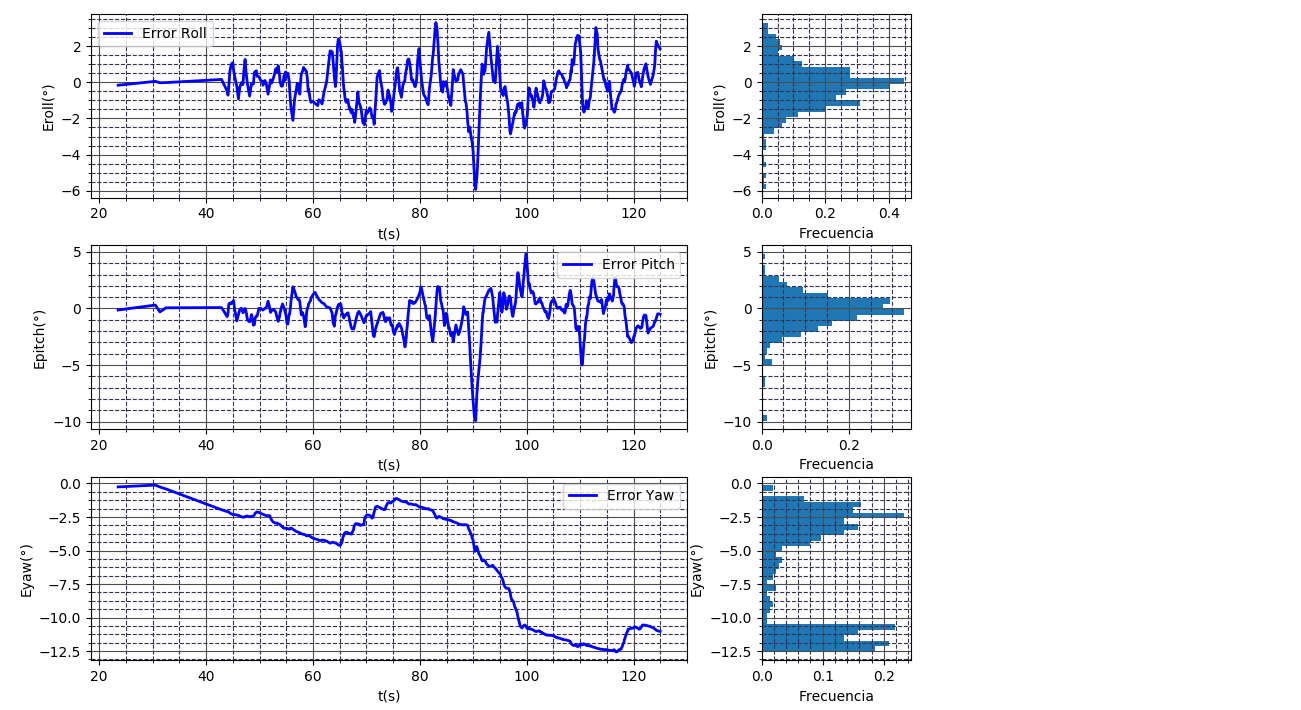 Error Roll
Eroll(°)
2
0
−2
−4
−6
20 40 60 80 100 120
t(s)
Eroll(°)
2
0
−2
−4
−6
0.0 0.2 0.4
Frecuencia
Error Pitch
Epitch(°)
5
0
−5
−10
20 40 60 80 100 120
t(s)
Epitch(°)
5
0
−5
−10
0.0 0.2
Frecuencia
Error Yaw
Eyaw(°)
0.0
−2.5
−5.0
−7.5
−10.0
−12.5
20 40 60 80 100 120
t(s)
Eyaw(°)
0.0
−2.5
−5.0
−7.5
−10.0
−12.5
0.0 0.1 0.2
Frecuencia